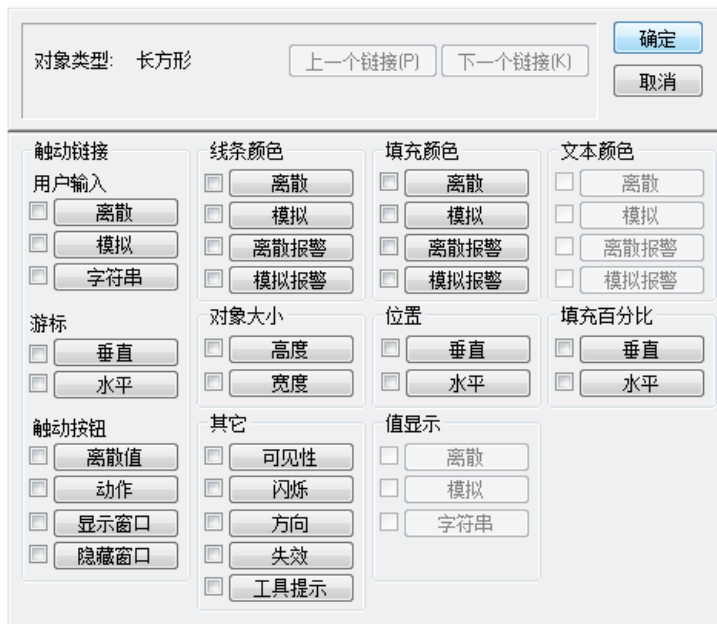 对象类型: 长方形
上一个链接(P)
下一个链接(K)
确定
取消
触动链接
用户输入
离散
模拟
字符串
游标
垂直
水平
触动按钮
离散值
动作
显示窗口
隐藏窗口
线条颜色
离散
模拟
离散报警
模拟报警
对象大小
高度
宽度
其它
可见性
闪烁
方向
失效
工具提示
填充颜色
离散
模拟
离散报警
模拟报警
位置
垂直
水平
值显示
离散
模拟
字符串
文本颜色
离散
模拟
离散报警
模拟报警
填充百分比
垂直
水平